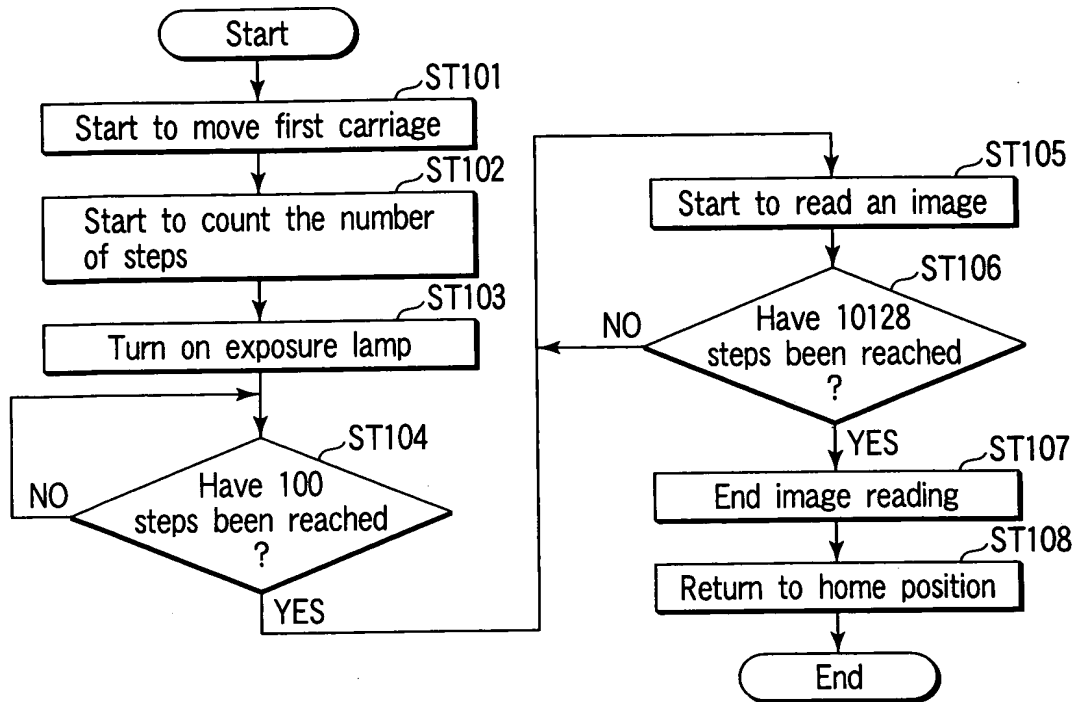 Start
ST101
Start to move first carriage
ST102
Start to count the number
of steps
ST103
Turn on exposure lamp
ST104
NO
Have 100
steps been reached
?
YES
ST105
Start to read an image
ST106
NO
Have 10128
steps been reached
?
YES
ST107
End image reading
ST108
Return to home position
End